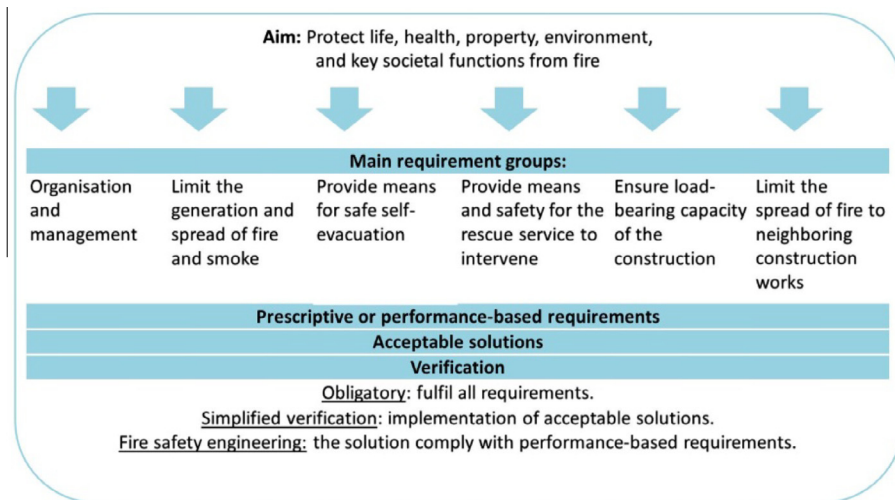 Aim: Protect life, health, property, environment,
and key societal functions from fire
Main requirement groups:
Organisation
and
management
Limit the
generation and
spread of fire
and smoke
Provide means
for safe self-
evacuation
Provide means
and safety for the
rescue service to
intervene
Ensure load-
bearing capacity
of the
construction
Limit the
spread of fire to
neighboring
construction
works
Prescriptive or performance-based requirements
Acceptable solutions
Verification
Obligatory: fulfil all requirements.
Simplified verification: implementation of acceptable solutions.
Fire safety engineering: the solution comply with performance-based requirements.